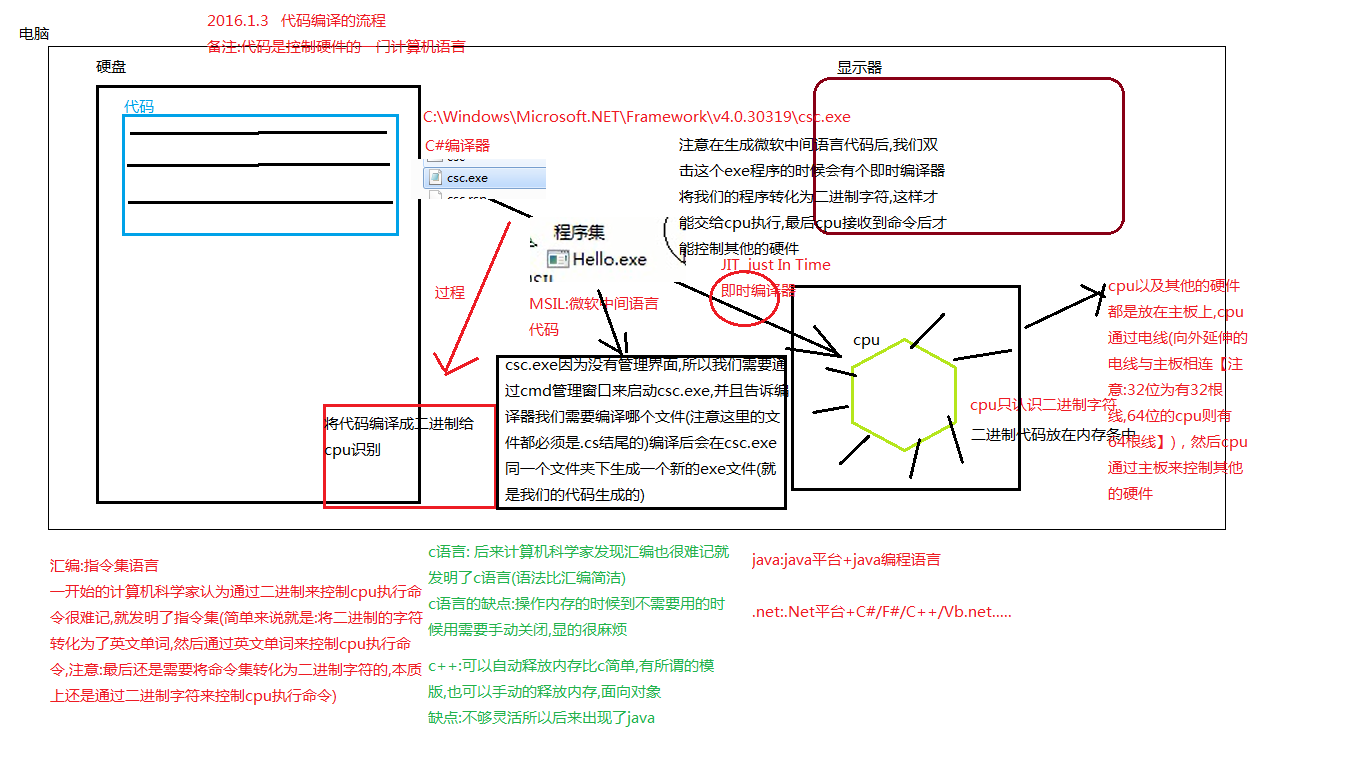 2016.1.3 代码编译的流程
备注:代码是控制硬件的一门计算机语言
电脑
硬盘
显示器
代码
C:\Windows\Microsoft.NET\Framework\v4.0.30319\csc.exe
C#编译器
csc.exe
注意在生成微软中间语言代码后,我们双
击这个exe程序的时候会有个即时编译器
将我们的程序转化为二进制字符,这样才
能交给cpu执行,最后cpu接收到命令后才
能控制其他的硬件
程序集
Hello.exe
MSIL:微软中间语言
代码
JIT just In Time
即时编译器
过程
将代码编译成二进制给
cpu识别
csc.exe因为没有管理界面,所以我们需要通
过cmd管理窗口来启动csc.exe,并且告诉编
译器我们需要编译哪个文件(注意这里的文
件都必须是.cs结尾的)编译后会在csc.exe
同一个文件夹下生成一个新的exe文件(就
是我们的代码生成的)
cpu
cpu只认识二进制字符
二进制代码放在内存条中
cpu以及其他的硬件
都是放在主板上,cpu
通过电线(向外延伸的
电线与主板相连【注
意:32位为有32根
线,64位的cpu则有
64根线】)，然后cpu
通过主板来控制其他
的硬件
汇编:指令集语言
一开始的计算机科学家认为通过二进制来控制cpu执行命
令很难记,就发明了指令集(简单来说就是:将二进制的字符
转化为了英文单词,然后通过英文单词来控制cpu执行命
令,注意:最后还是需要将命令集转化为二进制字符的,本质
上还是通过二进制字符来控制cpu执行命令)
c语言: 后来计算机科学家发现汇编也很难记就
发明了c语言(语法比汇编简洁)
c语言的缺点:操作内存的时候到不需要用的时
候用需要手动关闭,显的很麻烦
c++:可以自动释放内存比c简单,有所谓的模
版,也可以手动的释放内存,面向对象
缺点:不够灵活所以后来出现了java
java:java平台+java编程语言
.net:.Net平台+C#/F#/C++/Vb.net.....